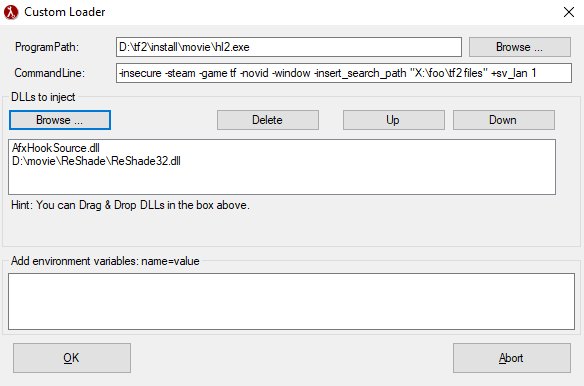 Custom Loader
ProgramPath:
D:\tf2\install\movie\hl2.exe
Browse ...
CommandLine:
-insecure -steam -game tf -novid -window -insert_search_path "X:\foo\tf2 files" +sv_lan 1
DLLs to inject
Browse ...
Delete
Up
Down
AfxHookSource.dll
D:\movie\ReShade\ReShade32.dll
Hint: You can Drag & Drop DLLs in the box above.
Add environment variables: name=value
OK
Abort